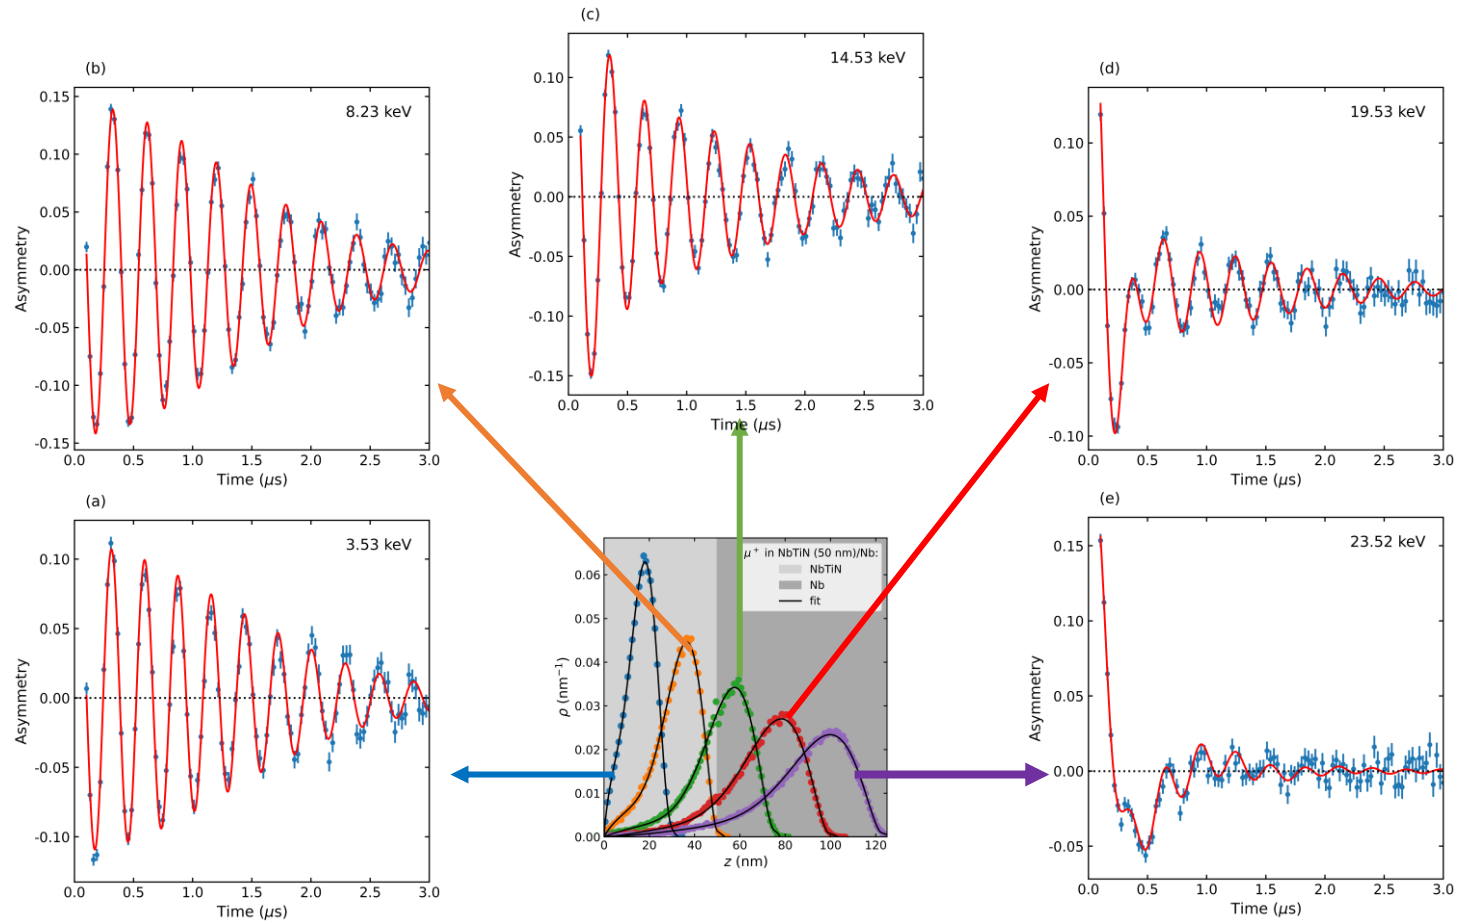 (c)
14.53 keV
Asymmetry
0.10
0.05
0.00
-0.05
-0.10
-0.15
0.0 0.5 1.0 1.5 2.0 2.5 3.0
Time (μs)
(b)
8.23 keV
Asymmetry
0.15
0.10
0.05
0.00
-0.05
-0.10
-0.15
0.0 0.5 1.0 1.5 2.0 2.5 3.0
Time (μs)
(d)
19.53 keV
Asymmetry
0.10
0.05
0.00
-0.05
-0.10
0.0 0.5 1.0 1.5 2.0 2.5 3.0
Time (μs)
(a)
3.53 keV
Asymmetry
0.10
0.05
0.00
-0.05
-0.10
0.0 0.5 1.0 1.5 2.0 2.5 3.0
Time (μs)
μ⁺ in NbTiN (50 nm)/Nb:
NbTiN
Nb
fit
ρ (nm⁻¹)
0.06
0.05
0.04
0.03
0.02
0.01
0.00
0 20 40 60 80 100 120
z (nm)
(e)
23.52 keV
Asymmetry
0.15
0.10
0.05
0.00
-0.05
0.0 0.5 1.0 1.5 2.0 2.5 3.0
Time (μs)